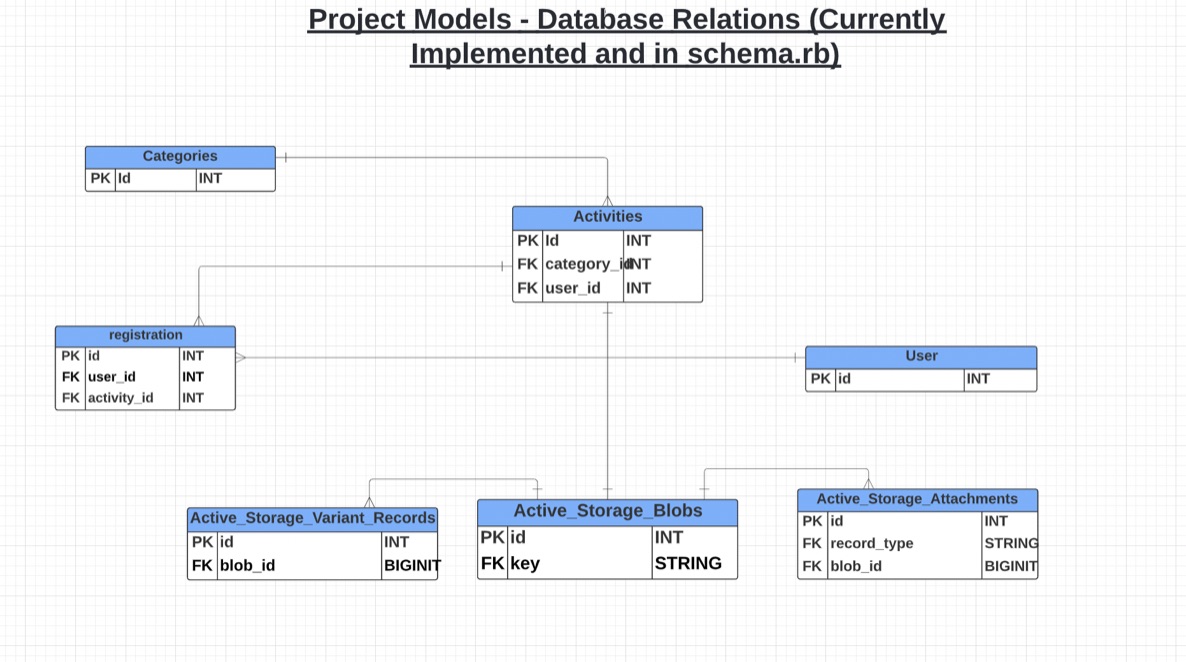 Project Models - Database Relations (Currently
Implemented and in schema.rb)
Categories
PK Id INT
Activities
PK Id INT
FK category_id INT
FK user_id INT
registration
PK id INT
FK user_id INT
FK activity_id INT
User
PK id INT
Active_Storage_Variant_Records
PK id INT
FK blob_id BIGINIT
Active_Storage_Blobs
PK id INT
FK key STRING
Active_Storage_Attachments
PK id INT
FK record_type STRING
FK blob_id BIGINIT